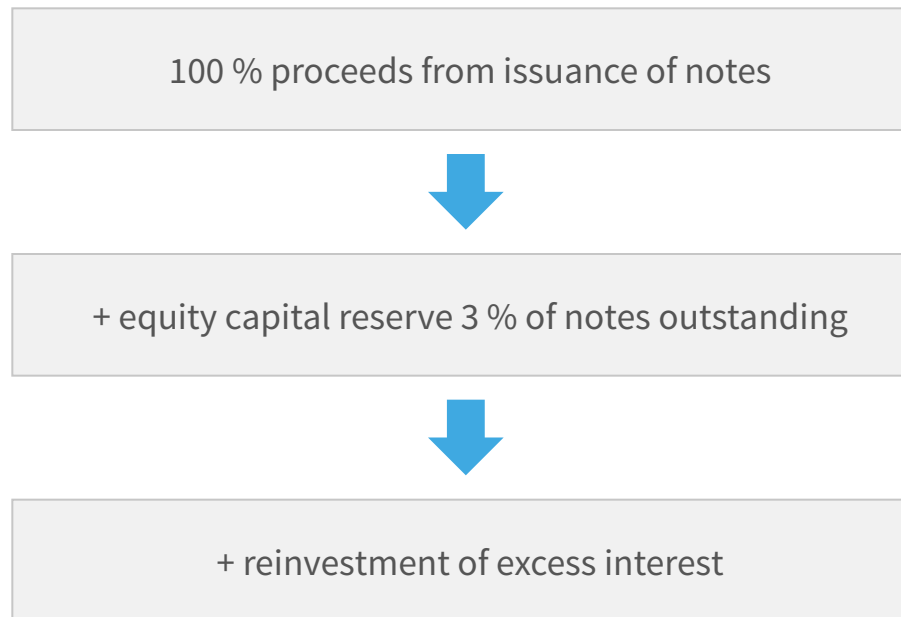 100 % proceeds from issuance of notes
+ equity capital reserve 3 % of notes outstanding
+ reinvestment of excess interest